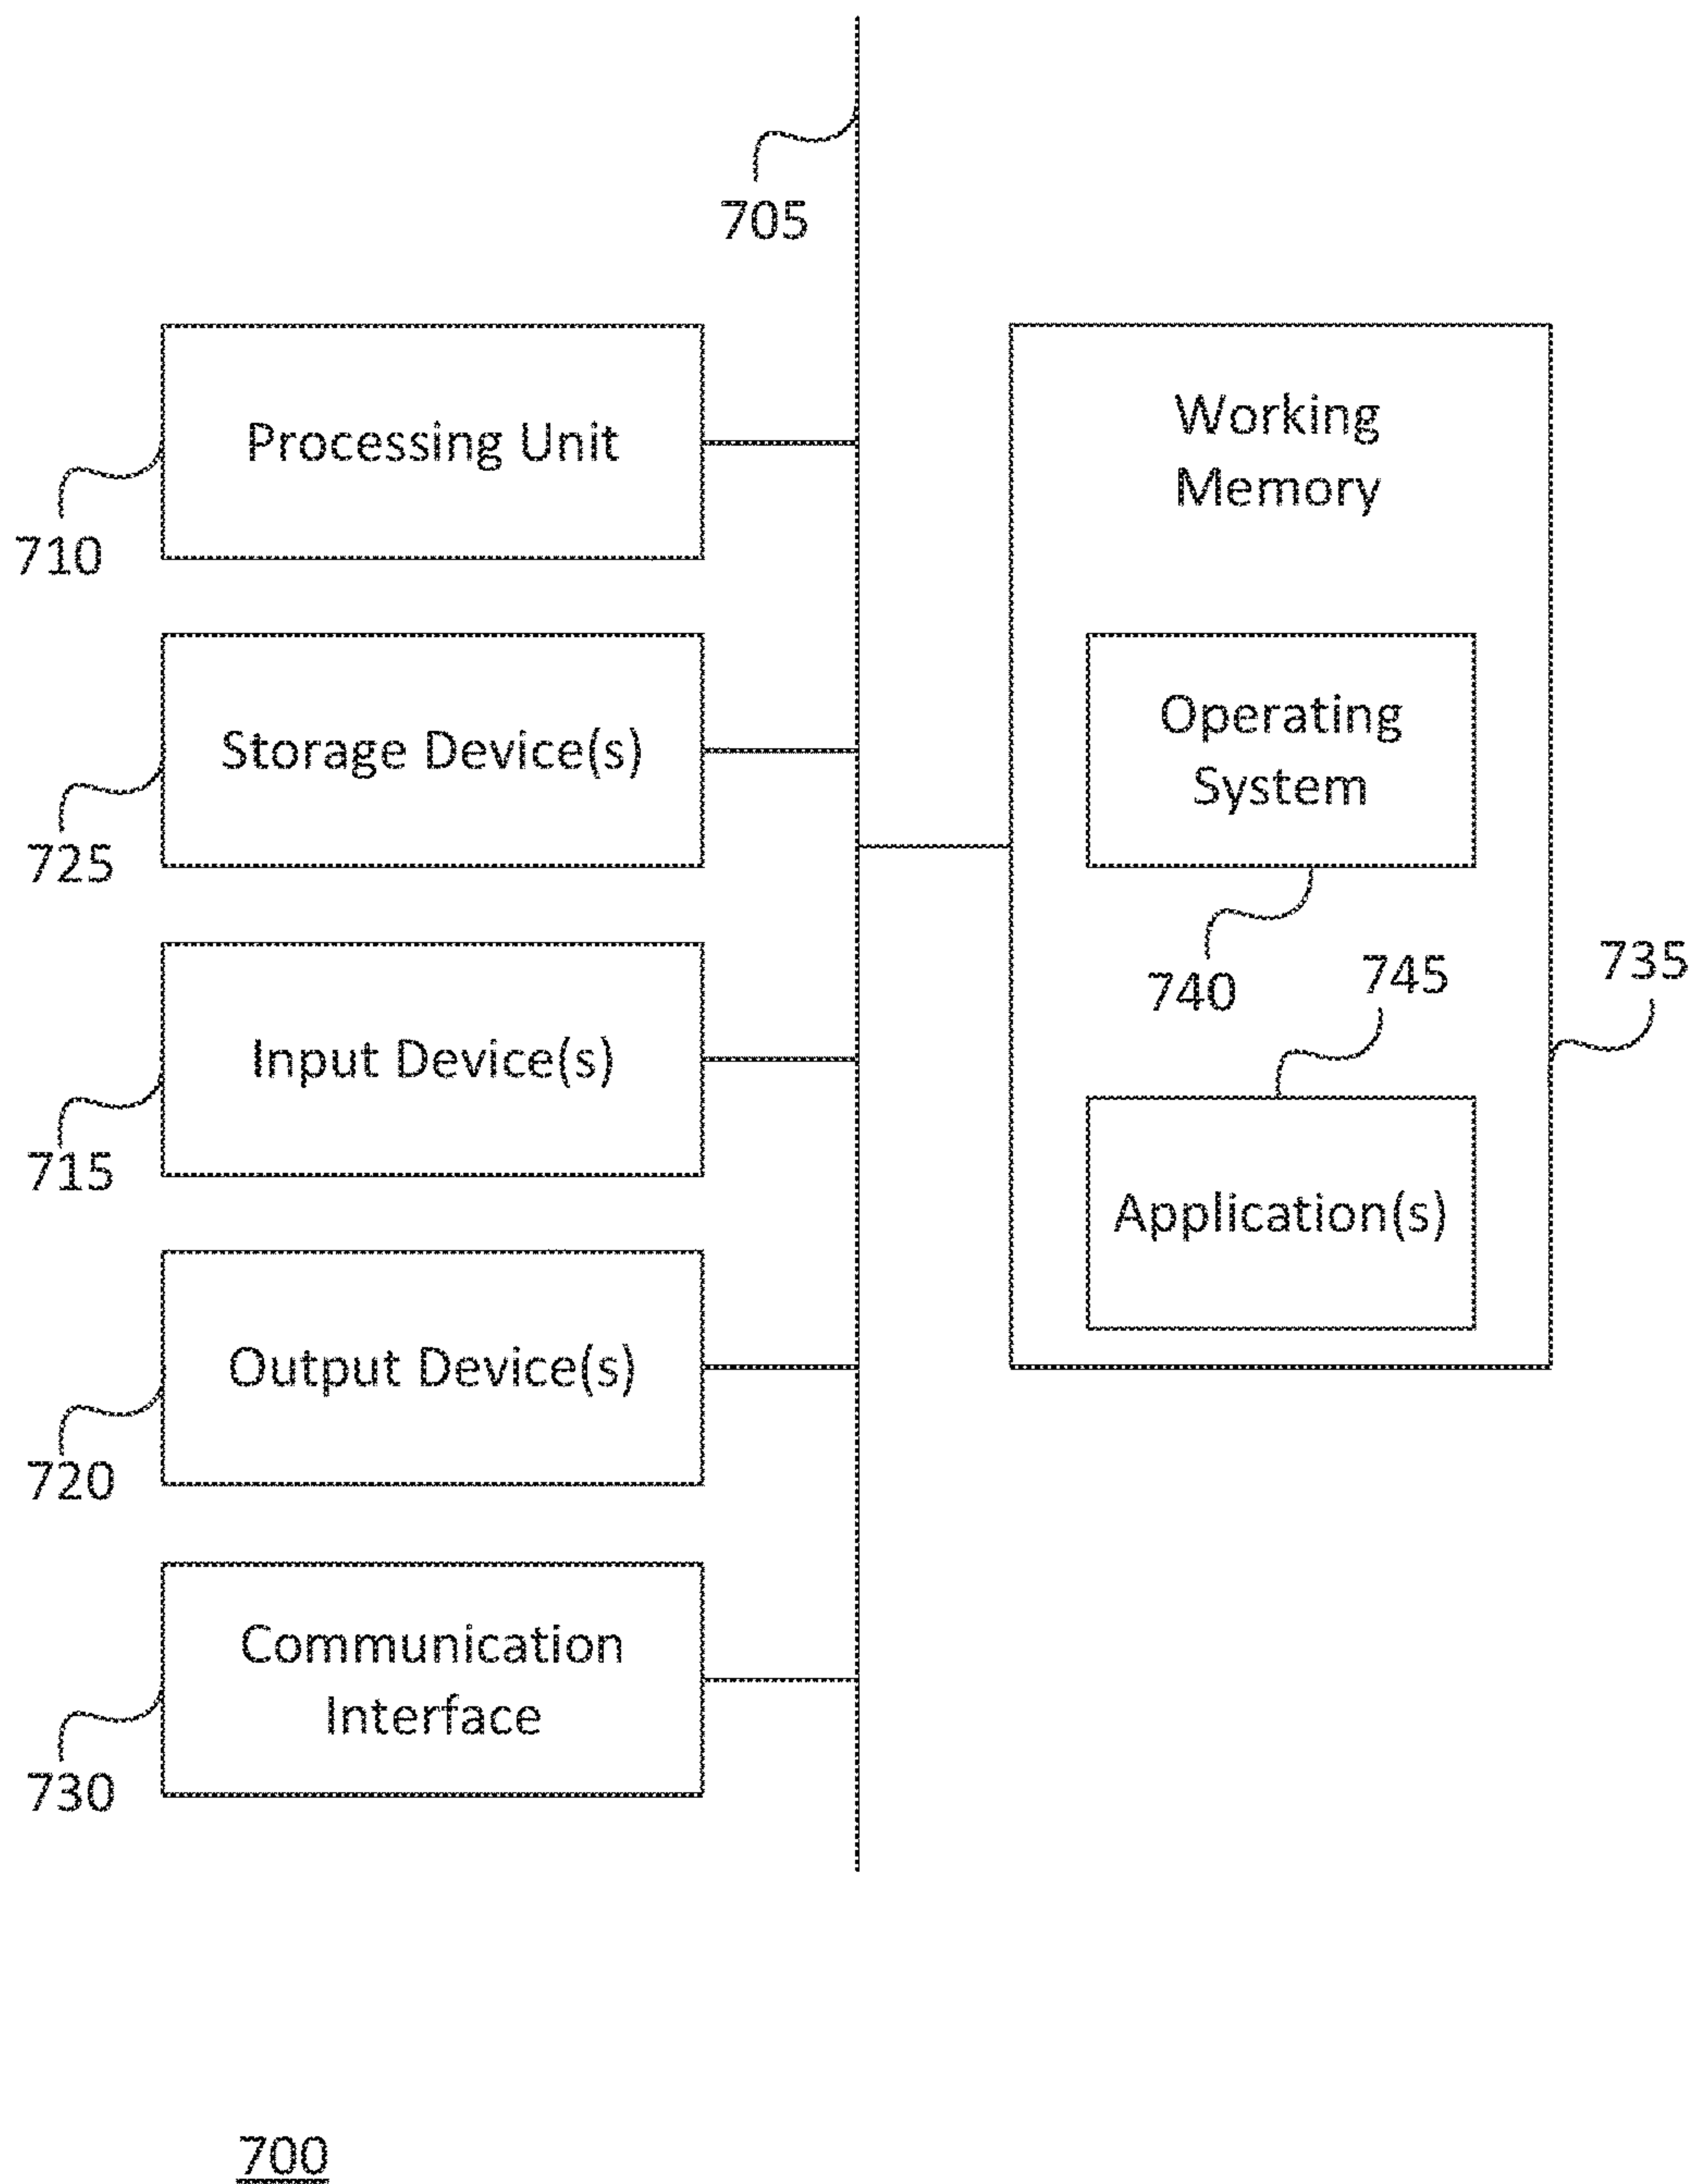 705
Processing Unit
710
Storage Device(s)
725
Input Device(s)
715
Output Device(s)
720
Communication
Interface
730
Working
Memory
Operating
System
740
745
735
Application(s)
700